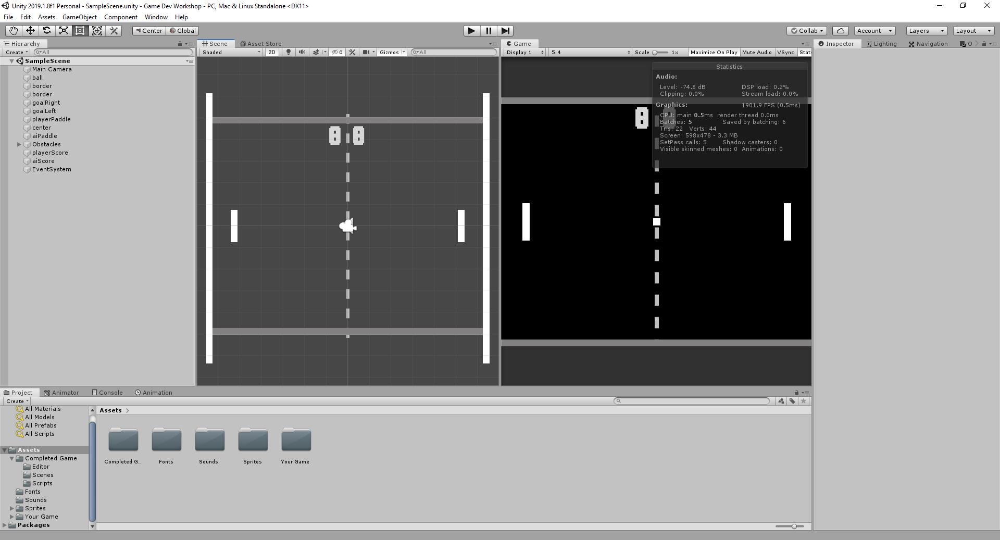 Unity 2019.1.8f1 Personal - SampleScene.unity - Game Dev Workshop - PC, Mac & Linux Standalone <DX11>
File Edit Assets GameObject Component Window Help
Center Global Collab Account Layers Layout
Hierarchy
Create All
SampleScene
Main Camera
ball
border
border
goalRight
goalLeft
playerPaddle
center
aiPaddle
Obstacles
playerScore
aiScore
EventSystem
Scene Asset Store
Shaded 2D 0 Gizmos All
8 8
Game
Display 1 5:4 Scale 1x Maximize On Play Mute Audio VSync Stats
8 8
Statistics
Audio:
Level: -74.8 dB DSP load: 0.2%
Clipping: 0.0% Stream load: 0.0%
Graphics: 1901.9 FPS (0.5ms)
CPU: main 0.5ms render thread 0.0ms
Batches: 5 Saved by batching: 6
Tris: 22 Verts: 44
Screen: 598x478 - 3.3 MB
SetPass calls: 5 Shadow casters: 0
Visible skinned meshes: 0 Animations: 0
Inspector Lighting Navigation O
Project Animator Console Animation
Create
All Materials
All Models
All Prefabs
All Scripts
Assets
Completed Game
Editor
Scenes
Scripts
Fonts
Sounds
Sprites
Your Game
Packages
Assets
Completed G... Fonts Sounds Sprites Your Game